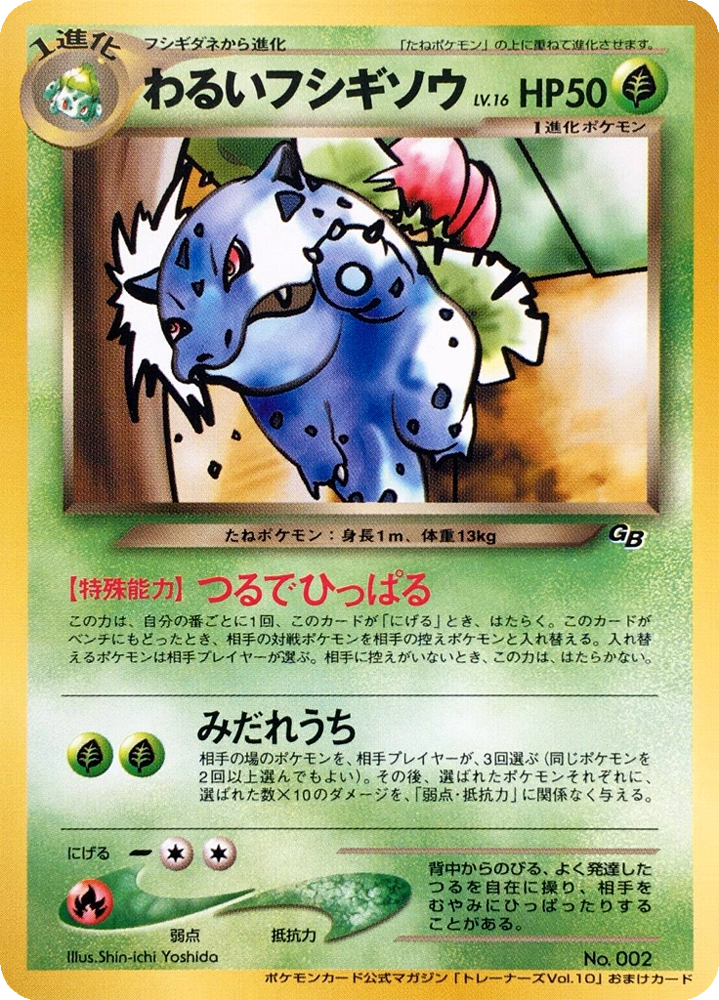 1進化
フシギダネから進化
「たねポケモン」の上に重ねて進化させます。
わるいフシギソウ LV.16 HP50
1進化ポケモン
たねポケモン：身長1m、体重13kg
GB
【特殊能力】つるでひっぱる
この力は、自分の番ごとに1回、このカードが「にげる」とき、はたらく。このカードが
ベンチにもどったとき、相手の対戦ポケモンを相手の控えポケモンと入れ替える。入れ替
えるポケモンは相手プレイヤーが選ぶ。相手に控えがいないとき、この力は、はたらかない。
みだれうち
相手の場のポケモンを、相手プレイヤーが、3回選ぶ（同じポケモンを
2回以上選んでもよい）。その後、選ばれたポケモンそれぞれに、
選ばれた数×10のダメージを、「弱点・抵抗力」に関係なく与える。
にげる
弱点
抵抗力
背中からのびる、よく発達した
つるを自在に操り、相手を
むやみにひっぱったりする
ことがある。
Illus.Shin-ichi Yoshida
No. 002
ポケモンカード公式マガジン「トレーナーズVol.10」おまけカード